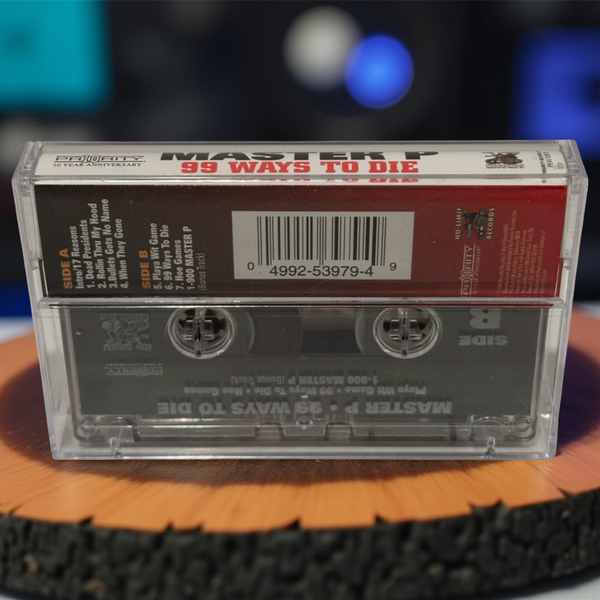 PRIORITY
10 YEAR ANNIVERSARY
MASTER P
99 WAYS TO DIE
SIDE A
Intro/17 Reasons
1. Dead Presidents
2. Rollin Thru My Hood
3. Bullets Gots No Name
4. When They Gone
SIDE B
5. Playa Wit Game
6. 99 Ways To Die
7. Hoe Games
1-900 MASTER P
(Bonus Track)
0 4992-53979-4 9
NO LIMIT
RECORDS
PRIORITY
SIDE
B
MASTER P • 99 WAYS TO DIE
Playa Wit Game • 99 Ways To Die • Hoe Games
1-900 MASTER P (Bonus Track)
PRIORITY